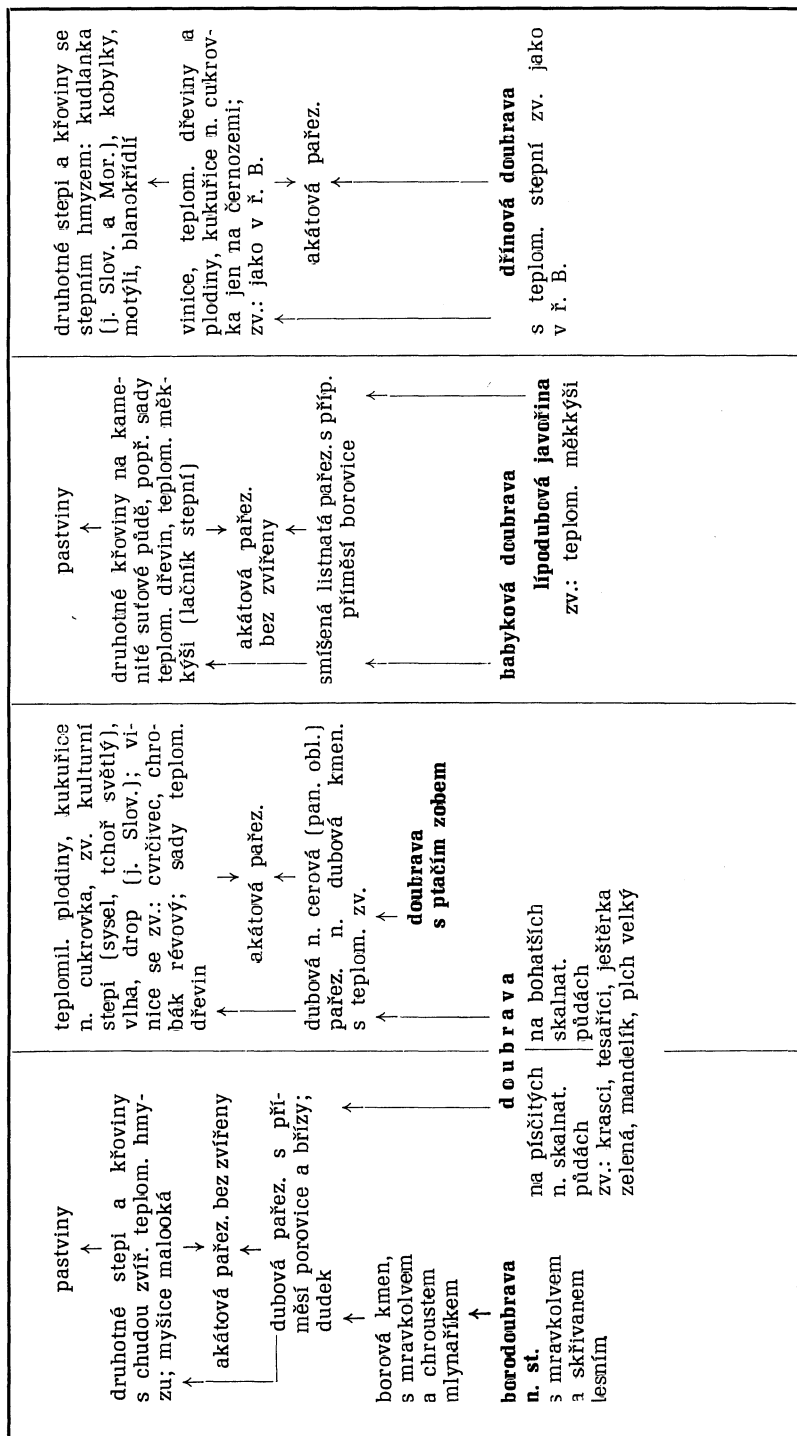 pastviny
druhotné stepi a křoviny
s chudou zvíř. teplom. hmy-
zu; myšice malooká
akátová pařez. bez zvířeny
dubová pařez. s pří-
měsí porovice a břízy;
dudek
borová kmen,
s mravkolvem
a chroustem
mlynaříkem
borodoubrava
n. st.
s mravkolvem
a skřivanem
lesním
teplomil. plodiny, kukuřice
n. cukrovka, zv. kulturní
stepi (sysel, tchoř světlý),
vlha, drop (j. Slov.); vi-
nice se zv.: cvrčivec, chro-
bák révový; sady teplom.
dřevin
akátová pařez.
dubová n. cerová (pan. obl.)
pařez. n. dubová kmen.
s teplom. zv.
doubrava
s ptačím zobem
doubrava
na písčitých
n. skalnat.
půdách
na bohatších
skalnat.
půdách
zv.: krasci, tesaříci, ještěrka
zelená, mandelík, plch velký
pastviny
druhotné křoviny na kame-
nité suťové půdě, popř. sady
teplom. dřevin, teplom. měk-
kýši (lačník stepní)
akátová pařez.
bez zvířeny
smíšená listnatá pařez. s příp.
příměsí borovice
babyková doubrava
lípodubová javořina
zv.: teplom. měkkýši
druhotné stepi a křoviny se
stepním hmyzem: kudlanka
(j. Slov. a Mor.), kobylky,
motýli, blanokřídlí
vinice, teplom. dřeviny a
plodiny, kukuřice n. cukrov-
ka jen na černozemi;
zv.: jako v ř. B.
akátová pařez.
dřínová doubrava
s teplom. stepní zv. jako
v ř. B.